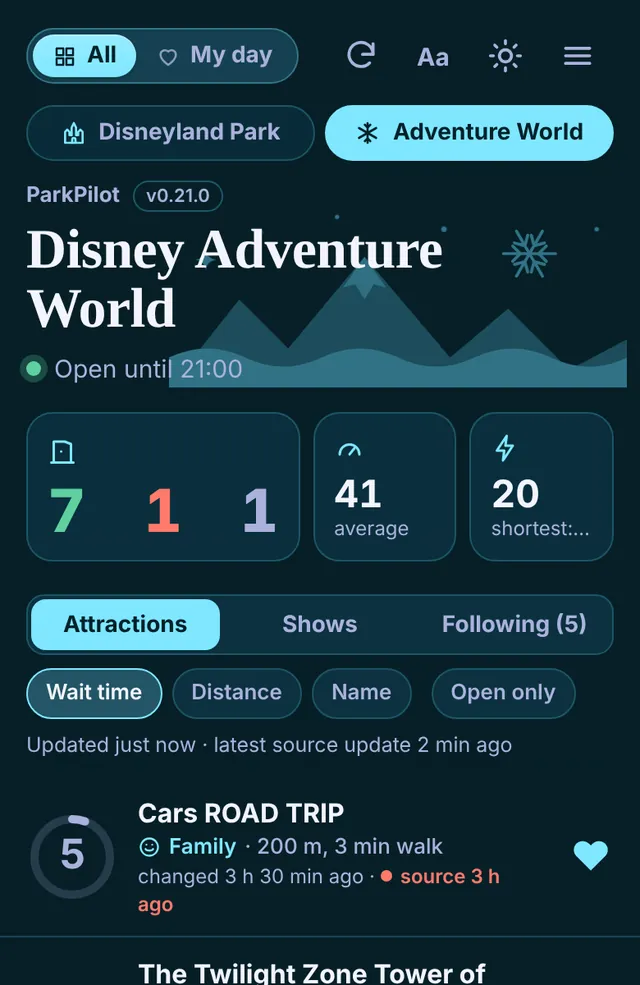 All My day Aa
Disneyland Park Adventure World
ParkPilot v0.21.0
Disney Adventure
World
Open until 21:00
7 1 1
41
average
20
shortest:...
Attractions Shows Following (5)
Wait time Distance Name Open only
Updated just now · latest source update 2 min ago
5
Cars ROAD TRIP
Family · 200 m, 3 min walk
changed 3 h 30 min ago · source 3 h
ago
The Twilight Zone Tower of